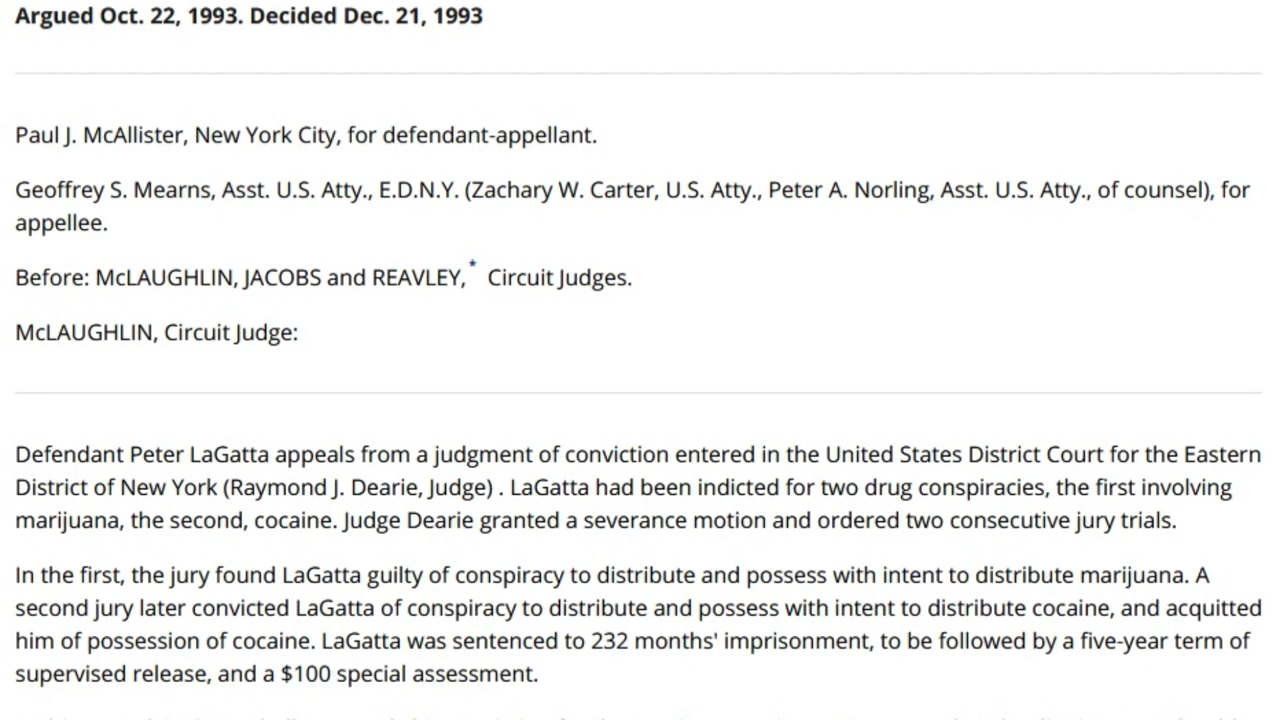 Argued Oct. 22, 1993. Decided Dec. 21, 1993
Paul J. McAllister, New York City, for defendant-appellant.
Geoffrey S. Mearns, Asst. U.S. Atty., E.D.N.Y. (Zachary W. Carter, U.S. Atty., Peter A. Norling, Asst. U.S. Atty., of counsel), for
appellee.
Before: McLAUGHLIN, JACOBS and REAVLEY,* Circuit Judges.
McLAUGHLIN, Circuit Judge:
Defendant Peter LaGatta appeals from a judgment of conviction entered in the United States District Court for the Eastern
District of New York (Raymond J. Dearie, Judge) . LaGatta had been indicted for two drug conspiracies, the first involving
marijuana, the second, cocaine. Judge Dearie granted a severance motion and ordered two consecutive jury trials.
In the first, the jury found LaGatta guilty of conspiracy to distribute and possess with intent to distribute marijuana. A
second jury later convicted LaGatta of conspiracy to distribute and possess with intent to distribute cocaine, and acquitted
him of possession of cocaine. LaGatta was sentenced to 232 months' imprisonment, to be followed by a five-year term of
supervised release, and a $100 special assessment.